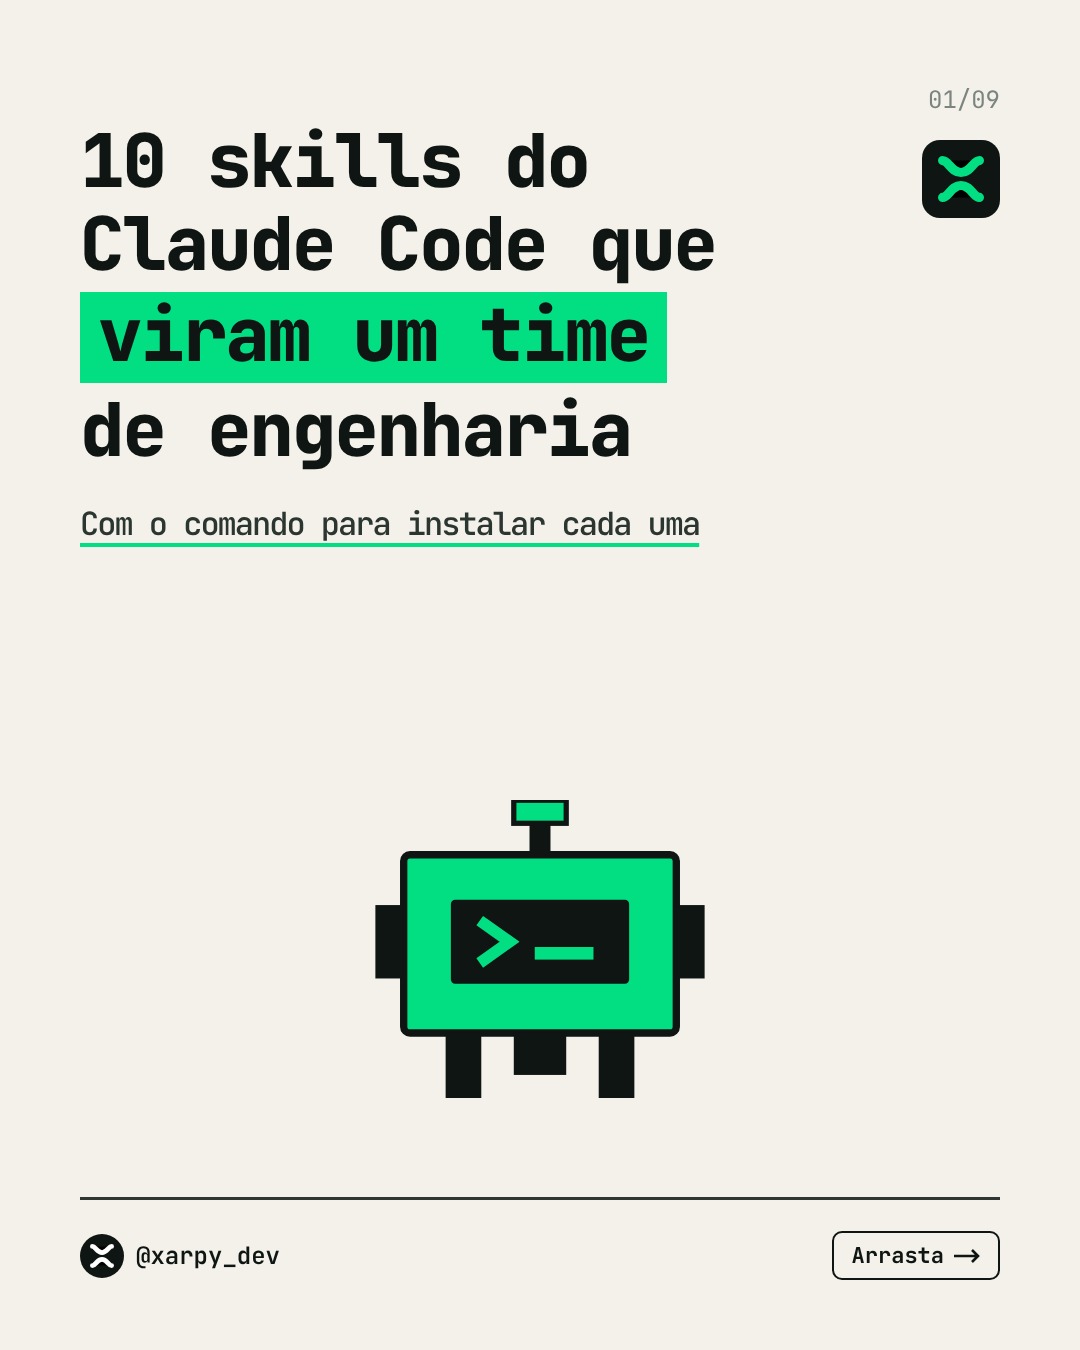 01/09
10 skills do
Claude Code que
viram um time
de engenharia
Com o comando para instalar cada uma
>_
@xarpy_dev
Arrasta →